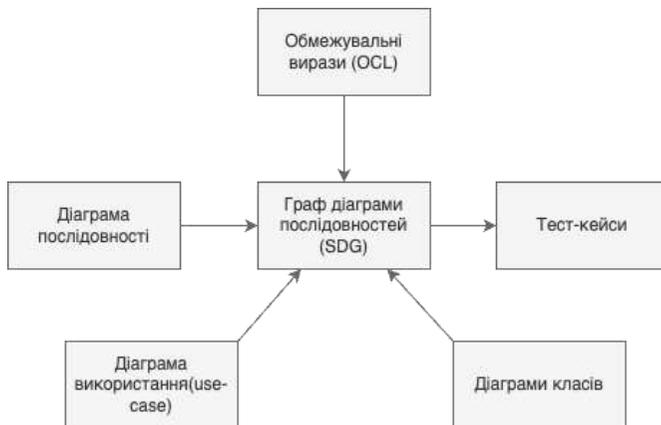 Обмежувальні
вирази (OCL)
Діаграма
послідовності
Граф діаграми
послідовностей
(SDG)
Тест-кейси
Діаграма
використання(use-
case)
Діаграми класів